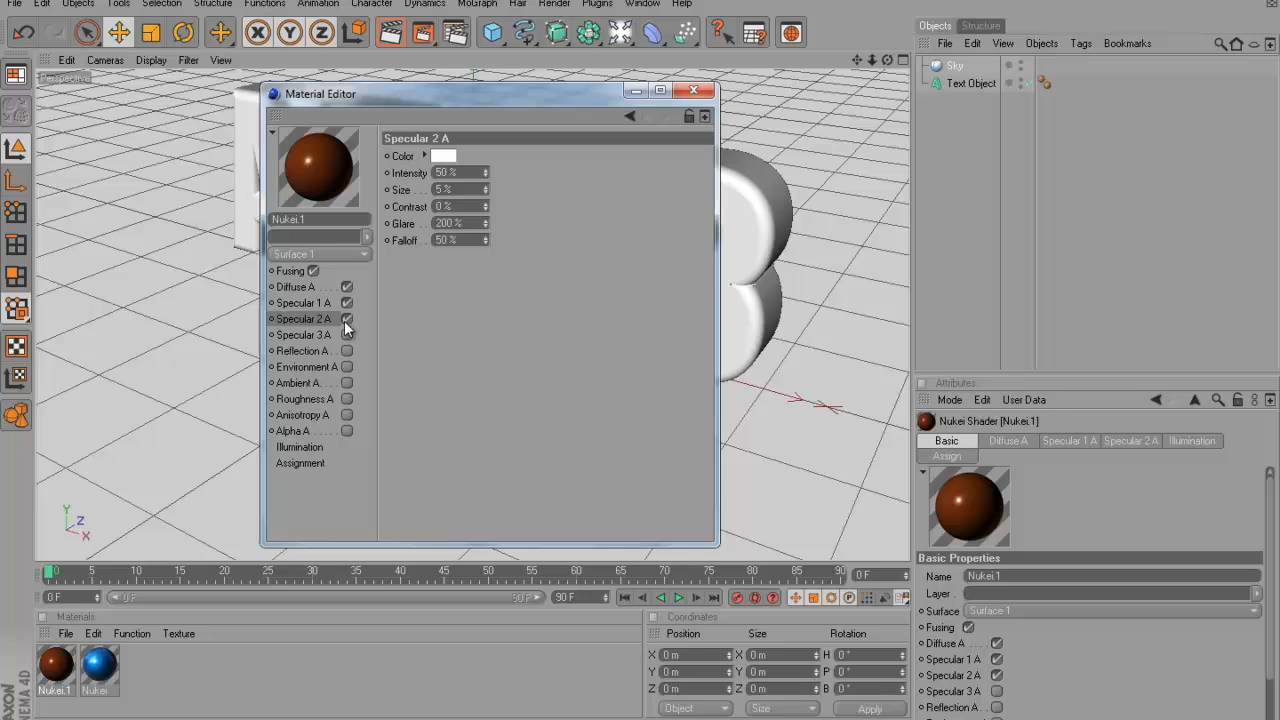 File Edit Objects Tools Selection Structure Functions Material Animation Character Dynamics MoGraph Hair Render Plugins Window Help
Objects Structure
File Edit View Objects Tags Bookmarks
Sky
Text Object
Edit Cameras Display Filter View
Perspective
Material Editor
Specular 2 A
Color
Intensity 50 %
Size . . . 5 %
Contrast 0 %
Glare . . 200 %
Falloff . . 50 %
Nukei.1
Surface 1
Fusing
Diffuse A . . . .
Specular 1 A
Specular 2 A
Specular 3 A
Reflection A . .
Environment A
Ambient A . . . .
Roughness A
Anisotropy A
Alpha A . . . . .
Illumination
Assignment
Y
Z
X
Attributes
Mode Edit User Data
Nukei Shader [Nukei.1]
Basic Diffuse A Specular 1 A Specular 2 A Illumination
Assign
Basic Properties
Name Nukei.1
Layer .
Surface Surface 1
Fusing
Diffuse A . . . .
Specular 1 A
Specular 2 A
Specular 3 A
Reflection A . .
0 5 10 15 20 25 30 35 40 45 50 55 60 65 70 75 80 85 90 0 F
0 F 0 F 90 F 90 F
Materials
File Edit Function Texture
Nukei.1 Nukei
Coordinates
Position Size Rotation
X 0 m X 0 m H 0 °
Y 0 m Y 0 m P 0 °
Z 0 m Z 0 m B 0 °
Object Size Apply
AXON
NEMA 4D